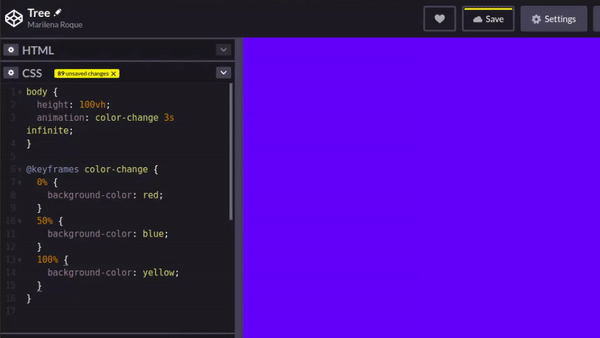 Tree
Marilena Roque
Save
Settings
HTML
CSS
89 unsaved changes X
1 body {
2 height: 100vh;
3 animation: color-change 3s
infinite;
4 }
5
6 @keyframes color-change {
7 0% {
8 background-color: red;
9 }
10 50% {
11 background-color: blue;
12 }
13 100% {
14 background-color: yellow;
15 }
16 }
17